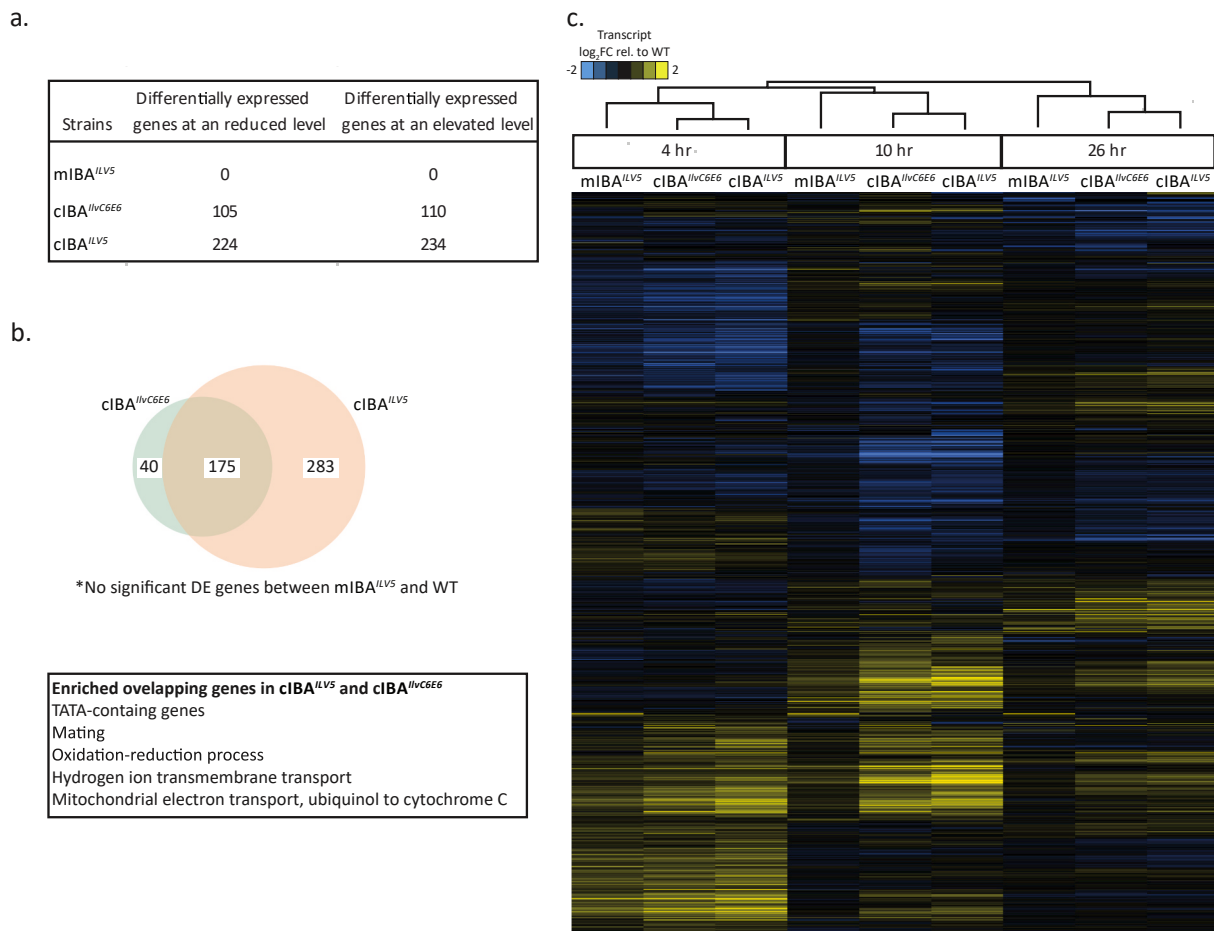 a.
Strains Differentially expressed genes at an reduced level Differentially expressed genes at an elevated level
mIBA^ILV5 0 0
cIBA^IlvC6E6 105 110
cIBA^ILV5 224 234
b.
cIBA^IlvC6E6 cIBA^ILV5
40 175 283
*No significant DE genes between mIBA^ILV5 and WT
Enriched ovelapping genes in cIBA^ILV5 and cIBA^IlvC6E6
TATA-containg genes
Mating
Oxidation-reduction process
Hydrogen ion transmembrane transport
Mitochondrial electron transport, ubiquinol to cytochrome C
c.
Transcript
log2FC rel. to WT
-2 2
4 hr 10 hr 26 hr
mIBA^ILV5 cIBA^IlvC6E6 cIBA^ILV5 mIBA^ILV5 cIBA^IlvC6E6 cIBA^ILV5 mIBA^ILV5 cIBA^IlvC6E6 cIBA^ILV5